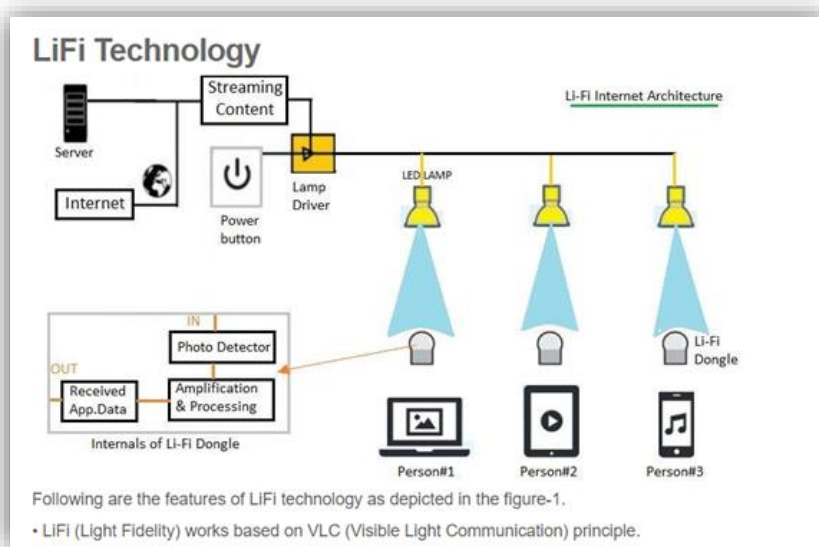 LiFi Technology
Streaming
Content
Li-Fi Internet Architecture
Server
Internet
Power
button
Lamp
Driver
LED LAMP
IN
Photo Detector
OUT
Received
App.Data
Amplification
& Processing
Internals of Li-Fi Dongle
Li-Fi
Dongle
Person#1
Person#2
Person#3
Following are the features of LiFi technology as depicted in the figure-1.
• LiFi (Light Fidelity) works based on VLC (Visible Light Communication) principle.